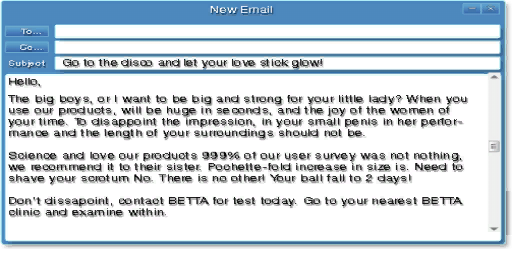 New Email
To...
Cc...
Subject Go to the disco and let your love stick glow!
Hello,
The big boys, or I want to be big and strong for your little lady? When you
use our products, will be huge in seconds, and the joy of the women of
your time. To disappoint the impression, in your small penis in her perfor-
mance and the length of your surroundings should not be.
Science and love our products 999% of our user survey was not nothing,
we recommend it to their sister. Pochette-fold increase in size is. Need to
shave your scrotum No. There is no other! Your ball fall to 2 days!
Don't dissapoint, contact BETTA for test today. Go to your nearest BETTA
clinic and examine within.